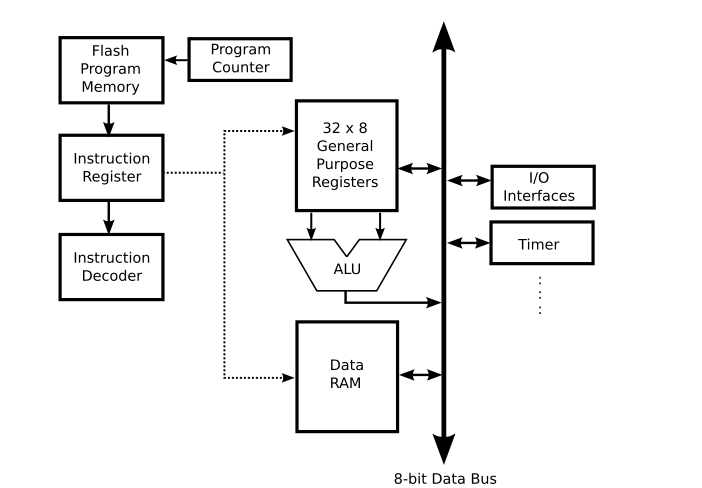 Flash
Program
Memory
Program
Counter
Instruction
Register
Instruction
Decoder
32 x 8
General
Purpose
Registers
ALU
Data
RAM
I/O
Interfaces
Timer
8-bit Data Bus